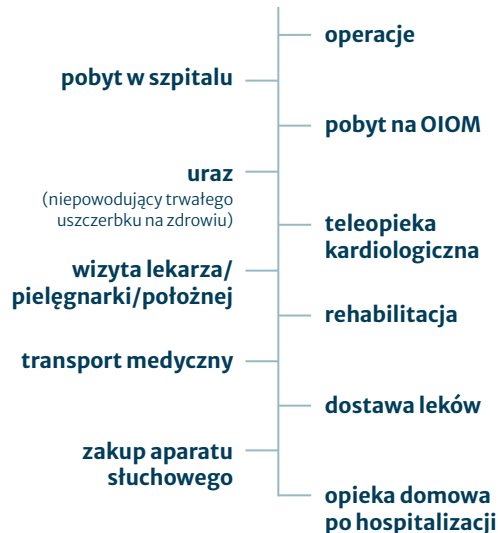 operacje
pobyt w szpitalu
pobyt na OIOM
uraz
(niepowodujący trwałego
uszczerbku na zdrowiu)
teleopieka
kardiologiczna
wizyta lekarza/
pielęgnarki/położnej
rehabilitacja
transport medyczny
dostawa leków
zakup aparatu
słuchowego
opieka domowa
po hospitalizacji